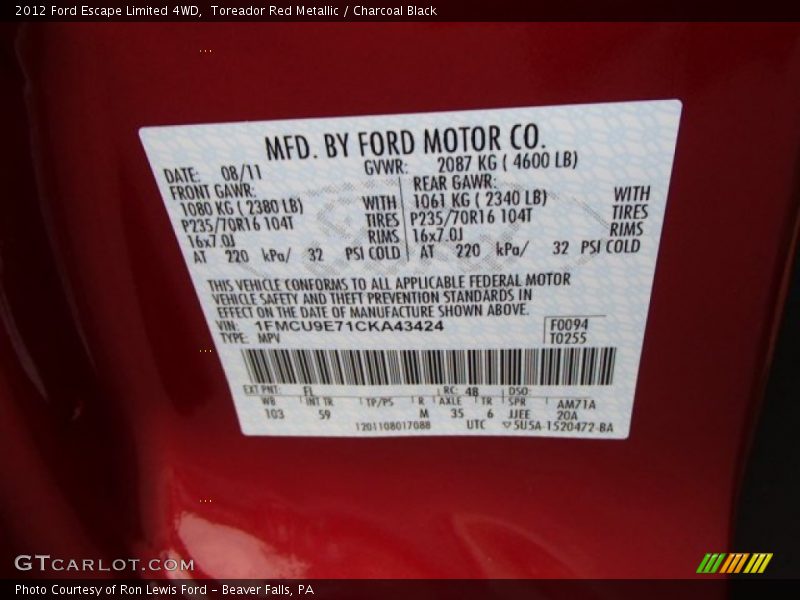 2012 Ford Escape Limited 4WD, Toreador Red Metallic / Charcoal Black
MFD. BY FORD MOTOR CO.
DATE: 08/11 GVWR: 2087 KG ( 4600 LB)
FRONT GAWR: REAR GAWR:
1080 KG ( 2380 LB) WITH 1061 KG ( 2340 LB) WITH
P235/70R16 104T TIRES P235/70R16 104T TIRES
16x7.0J RIMS 16x7.0J RIMS
AT 220 kPa/ 32 PSI COLD AT 220 kPa/ 32 PSI COLD
THIS VEHICLE CONFORMS TO ALL APPLICABLE FEDERAL MOTOR
VEHICLE SAFETY AND THEFT PREVENTION STANDARDS IN
EFFECT ON THE DATE OF MANUFACTURE SHOWN ABOVE.
VIN: 1FMCU9E71CKA43424 F0094
TYPE: MPV T0255
EXT PNT: FL RC: 48 DSO:
WB INT TR TP/PS R AXLE TR SPR AM71A
103 59 M 35 6 JJEE 20A
1201108017088 UTC 5U5A-1520472-BA
GTCARLOT.COM
Photo Courtesy of Ron Lewis Ford - Beaver Falls, PA